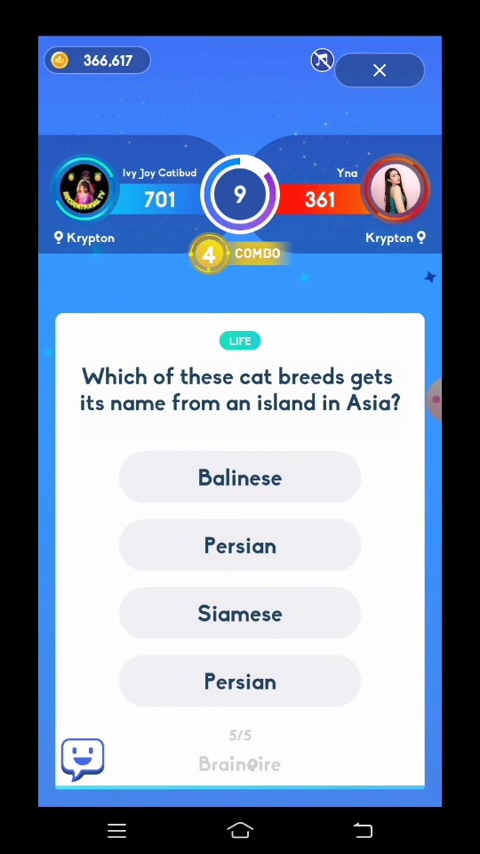 366,617
Ivy Joy Catibud
Yna
701
9
361
Krypton
Krypton
4 COMBO
LIFE
Which of these cat breeds gets
its name from an island in Asia?
Balinese
Persian
Siamese
Persian
5/5
Brainpire